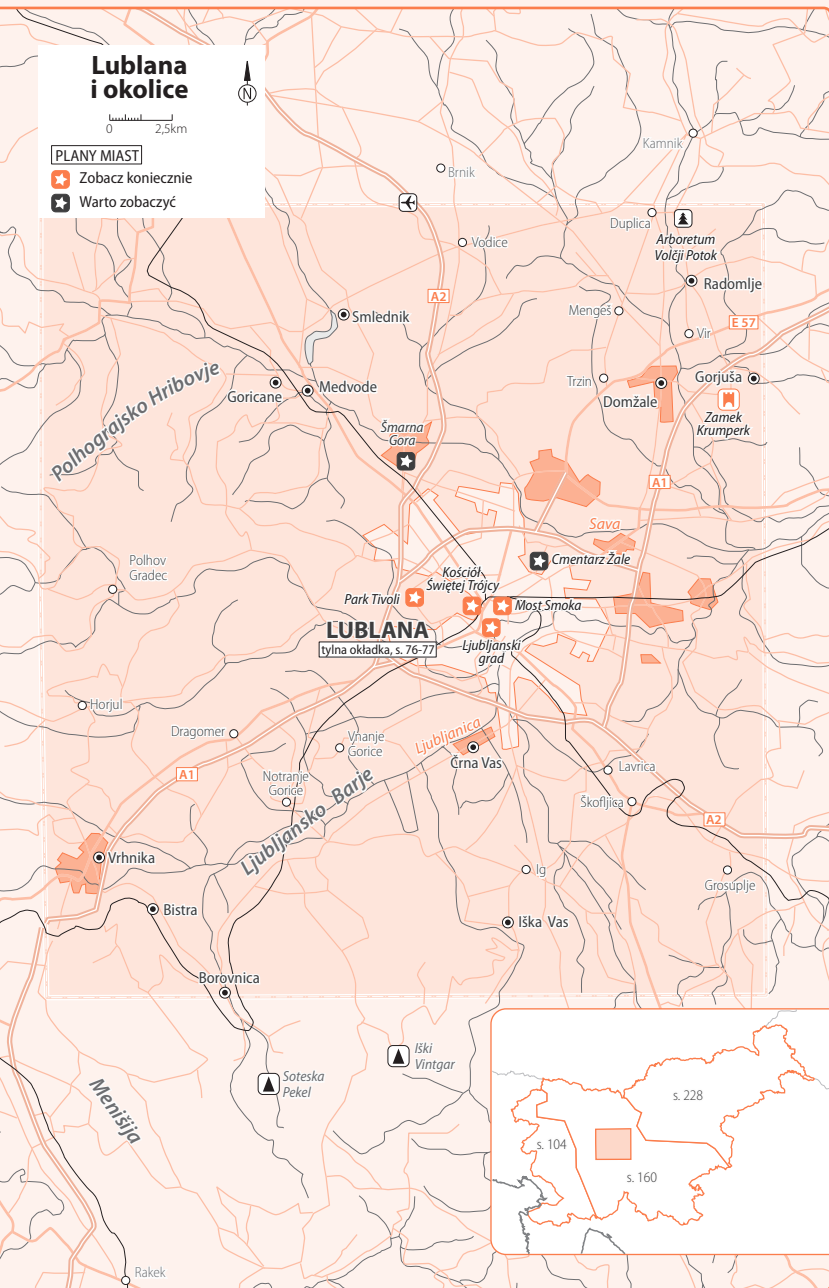 Lublana
i okolice
N
0 2,5km
PLANY MIAST
Zobacz koniecznie
Warto zobaczyć
Kamnik
Brnik
Duplica
Arboretum
Volčji Potok
Vodice
Radomlje
A2
Smlednik
Mengeš
E 57
Vir
Polhograjsko Hribovje
Goricane
Medvode
Trzin
Domžale
Gorjuša
Zamek
Krumperk
Šmarna
Gora
A1
Sava
Cmentarz Žale
Polhov
Gradec
Kościół
Świętej Trójcy
Park Tivoli
Most Smoka
LUBLANA
tylna okładka, s. 76-77
Ljubljanski
grad
Horjul
Dragomer
Vnanje
Gorice
Ljubljanica
Črna Vas
A1
Notranje
Gorice
Ljubljansko Barje
Lavrica
Škofljica
A2
Vrhnika
Ig
Grosuplje
Bistra
Iška Vas
Borovnica
Iški
Vintgar
Soteska
Pekel
Menišija
s. 228
s. 104
s. 160
Rakek